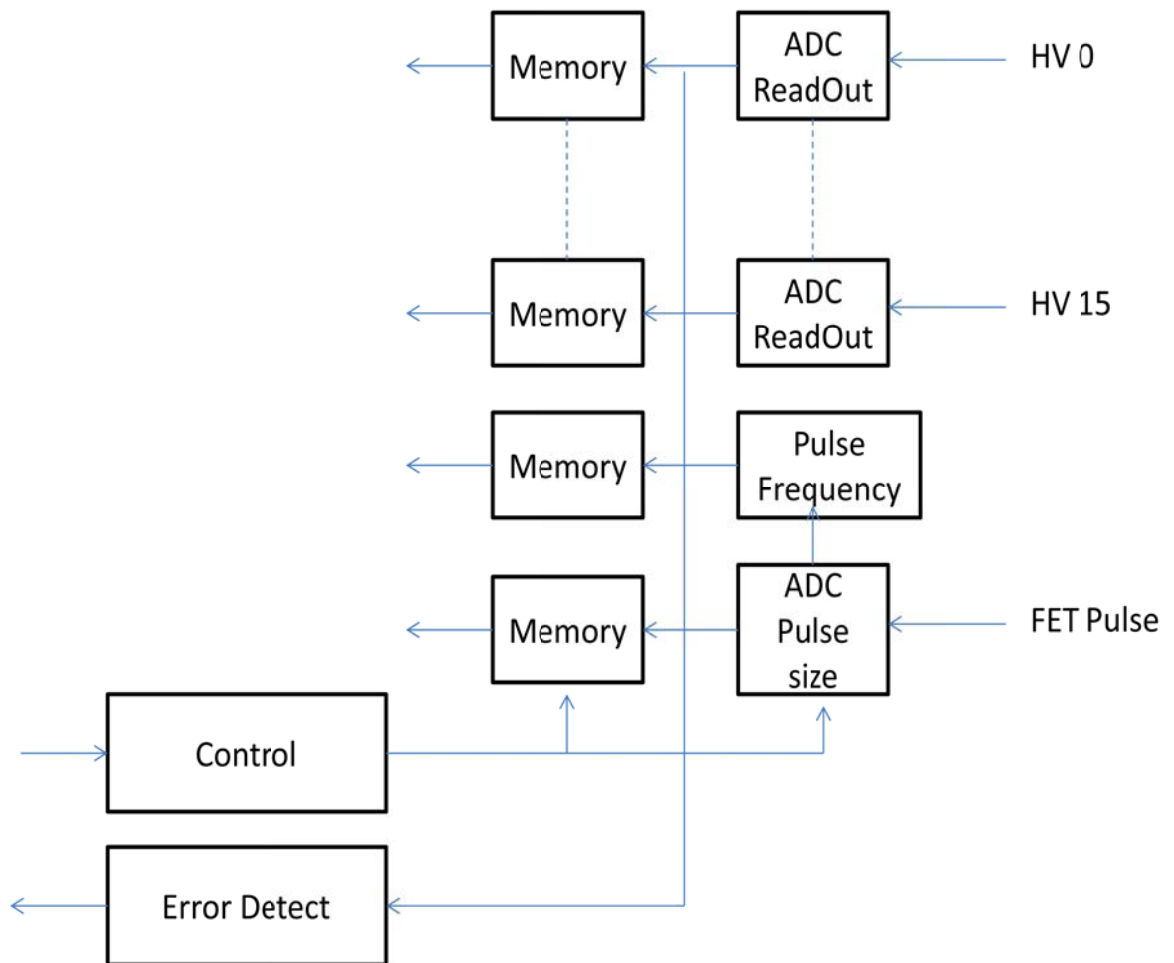 Memory
ADC
ReadOut
HV 0
Memory
ADC
ReadOut
HV 15
Memory
Pulse
Frequency
Memory
ADC
Pulse
size
FET Pulse
Control
Error Detect